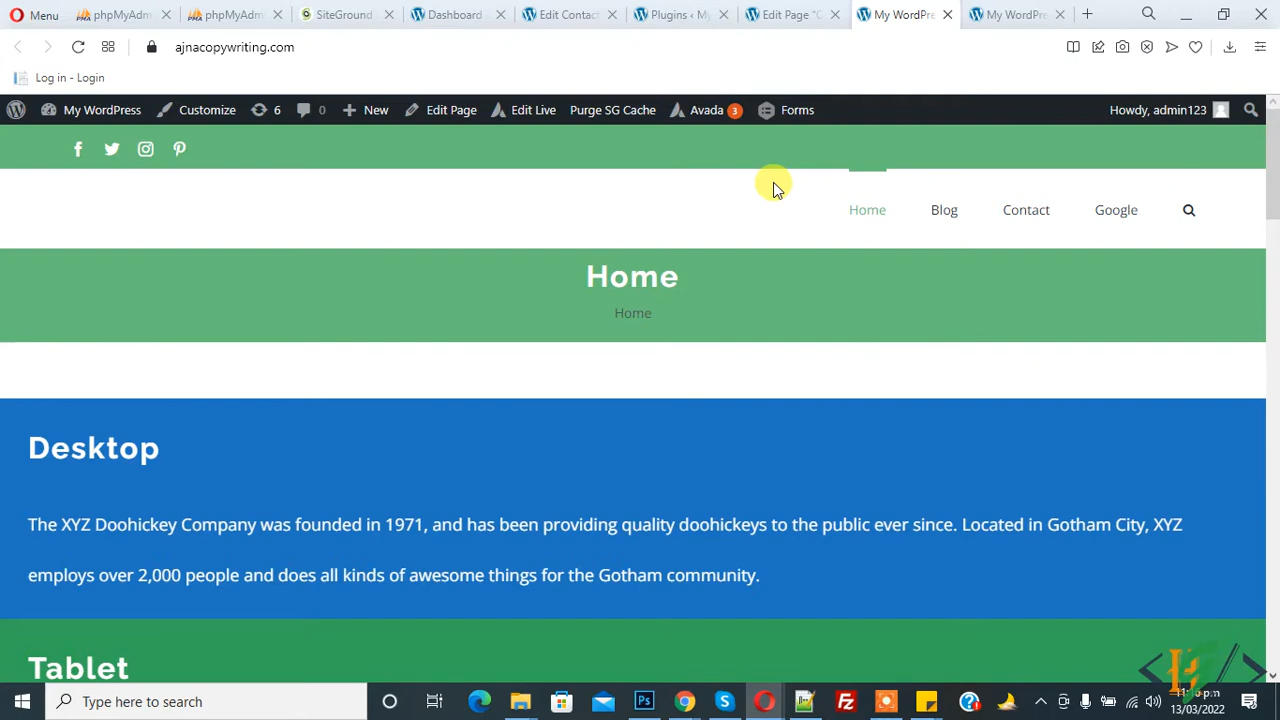 Menu phpMyAdm phpMyAdm SiteGround Dashboard Edit Contac Plugins ‹ My Edit Page "C My WordPre My WordPre
ajnacopywriting.com
Log in - Login
My WordPress Customize 6 0 New Edit Page Edit Live Purge SG Cache Avada 3 Forms Howdy, admin123
Home Blog Contact Google
Home
Home
Desktop
The XYZ Doohickey Company was founded in 1971, and has been providing quality doohickeys to the public ever since. Located in Gotham City, XYZ
employs over 2,000 people and does all kinds of awesome things for the Gotham community.
Tablet
Type here to search
13/03/2022